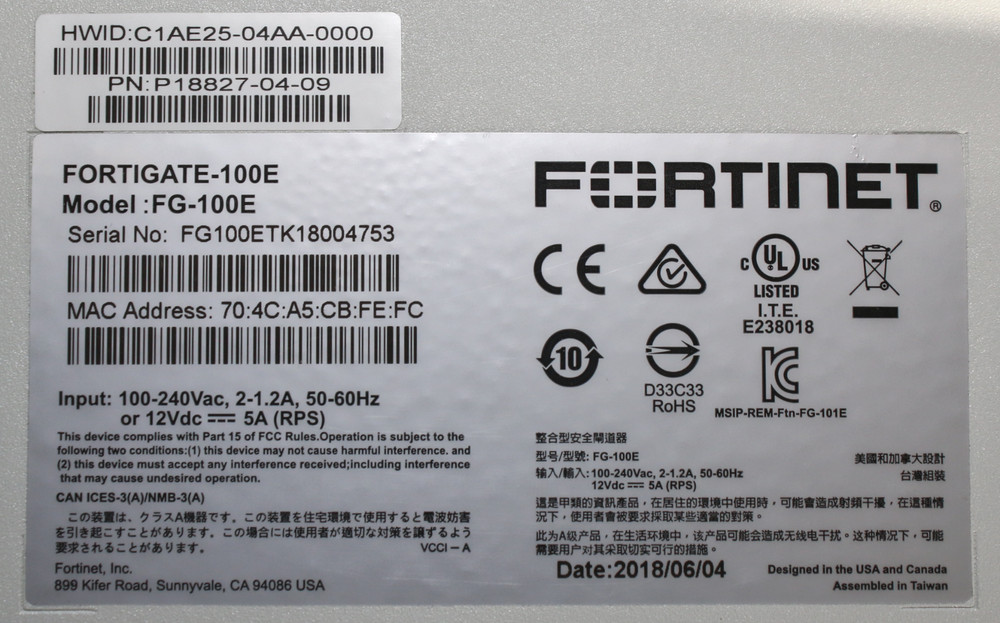 HWID:C1AE25-04AA-0000
PN:P18827-04-09
FORTIGATE-100E
Model :FG-100E
Serial No: FG100ETK18004753
MAC Address: 70:4C:A5:CB:FE:FC
Input: 100-240Vac, 2-1.2A, 50-60Hz
or 12Vdc ⎓ 5A (RPS)
This device complies with Part 15 of FCC Rules.Operation is subject to the
following two conditions:(1) this device may not cause harmful interference. and
(2) this device must accept any interference received;including interference
that may cause undesired operation.
CAN ICES-3(A)/NMB-3(A)
この装置は、クラスA機器です。この装置を住宅環境で使用すると電波妨害
を引き起こすことがあります。この場合には使用者が適切な対策を講ずるよう
要求されることがあります。 VCCI – A
Fortinet, Inc.
899 Kifer Road, Sunnyvale, CA 94086 USA
FORTINET®
CE
C UL US
LISTED
I.T.E.
E238018
10
D33C33
RoHS
KC
MSIP-REM-Ftn-FG-101E
整合型安全閘道器
型号/型號: FG-100E
输入/輸入: 100-240Vac, 2-1.2A, 50-60Hz
12Vdc ⎓ 5A (RPS)
美國和加拿大設計
台灣組裝
這是甲類的資訊產品，在居住的環境中使用時，可能會造成射頻干擾，在這種情
況下，使用者會被要求採取某些適當的對策。
此为A级产品，在生活环境中，该产品可能会造成无线电干扰。这种情况下，可能
需要用户对其采取切实可行的措施。
Date:2018/06/04
Designed in the USA and Canada
Assembled in Taiwan